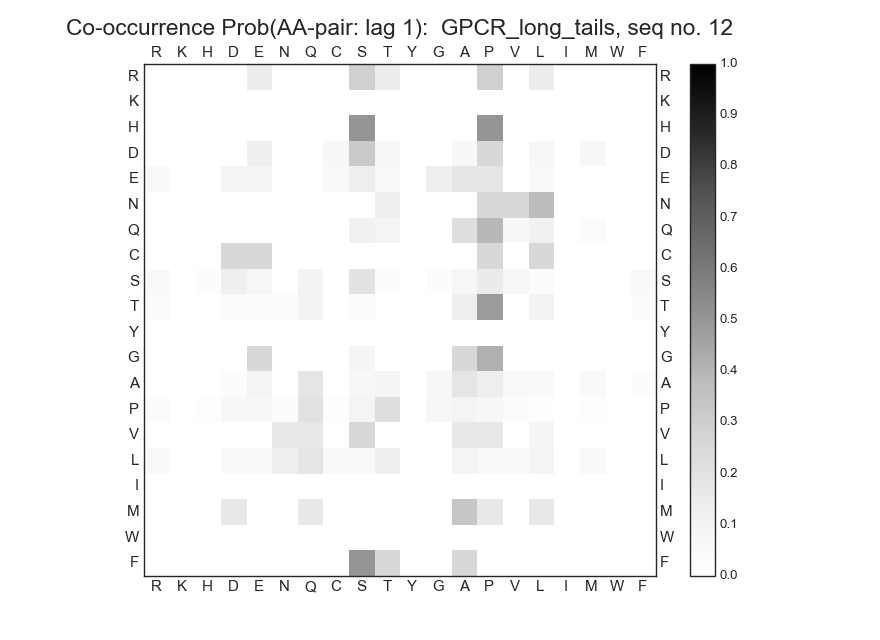 Co-occurrence Prob(AA-pair: lag 1):  GPCR_long_tails, seq no. 12
R K H D E N Q C S T Y G A P V L I M W F
R R 1.0
K K
0.9
H H
D D 0.8
E E
0.7
N N
Q Q
0.6
C C
S S
T T 0.5
Y Y
G G 0.4
A A
P P
0.3
V V
L L 0.2
I I
M M
0.1
W W
F F
0.0
R K H D E N Q C S T Y G A P V L I M W F